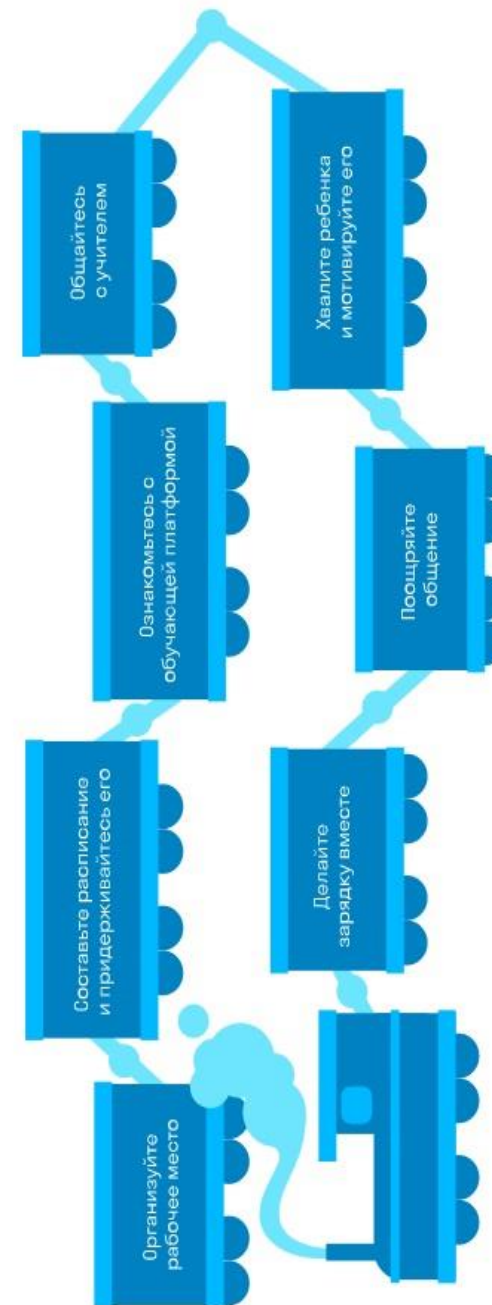 Организуйте
рабочее место
Составьте расписание
и придерживайтесь его
Ознакомьтесь с
обучающей платформой
Общайтесь
с учителем
Делайте
зарядку вместе
Поощряйте
общение
Хвалите ребенка
и мотивируйте его